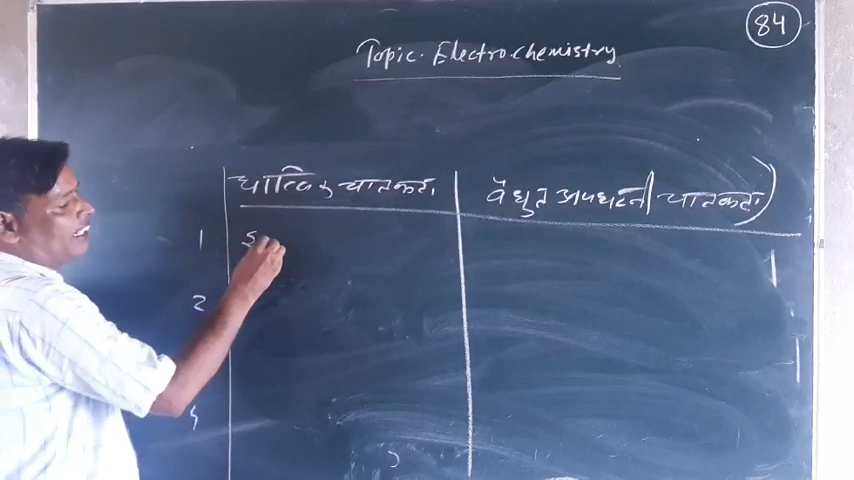 84
Topic. Electrochemistry
धात्विक चालकता वैधुत अपघटनी चालकता
1 इ
2